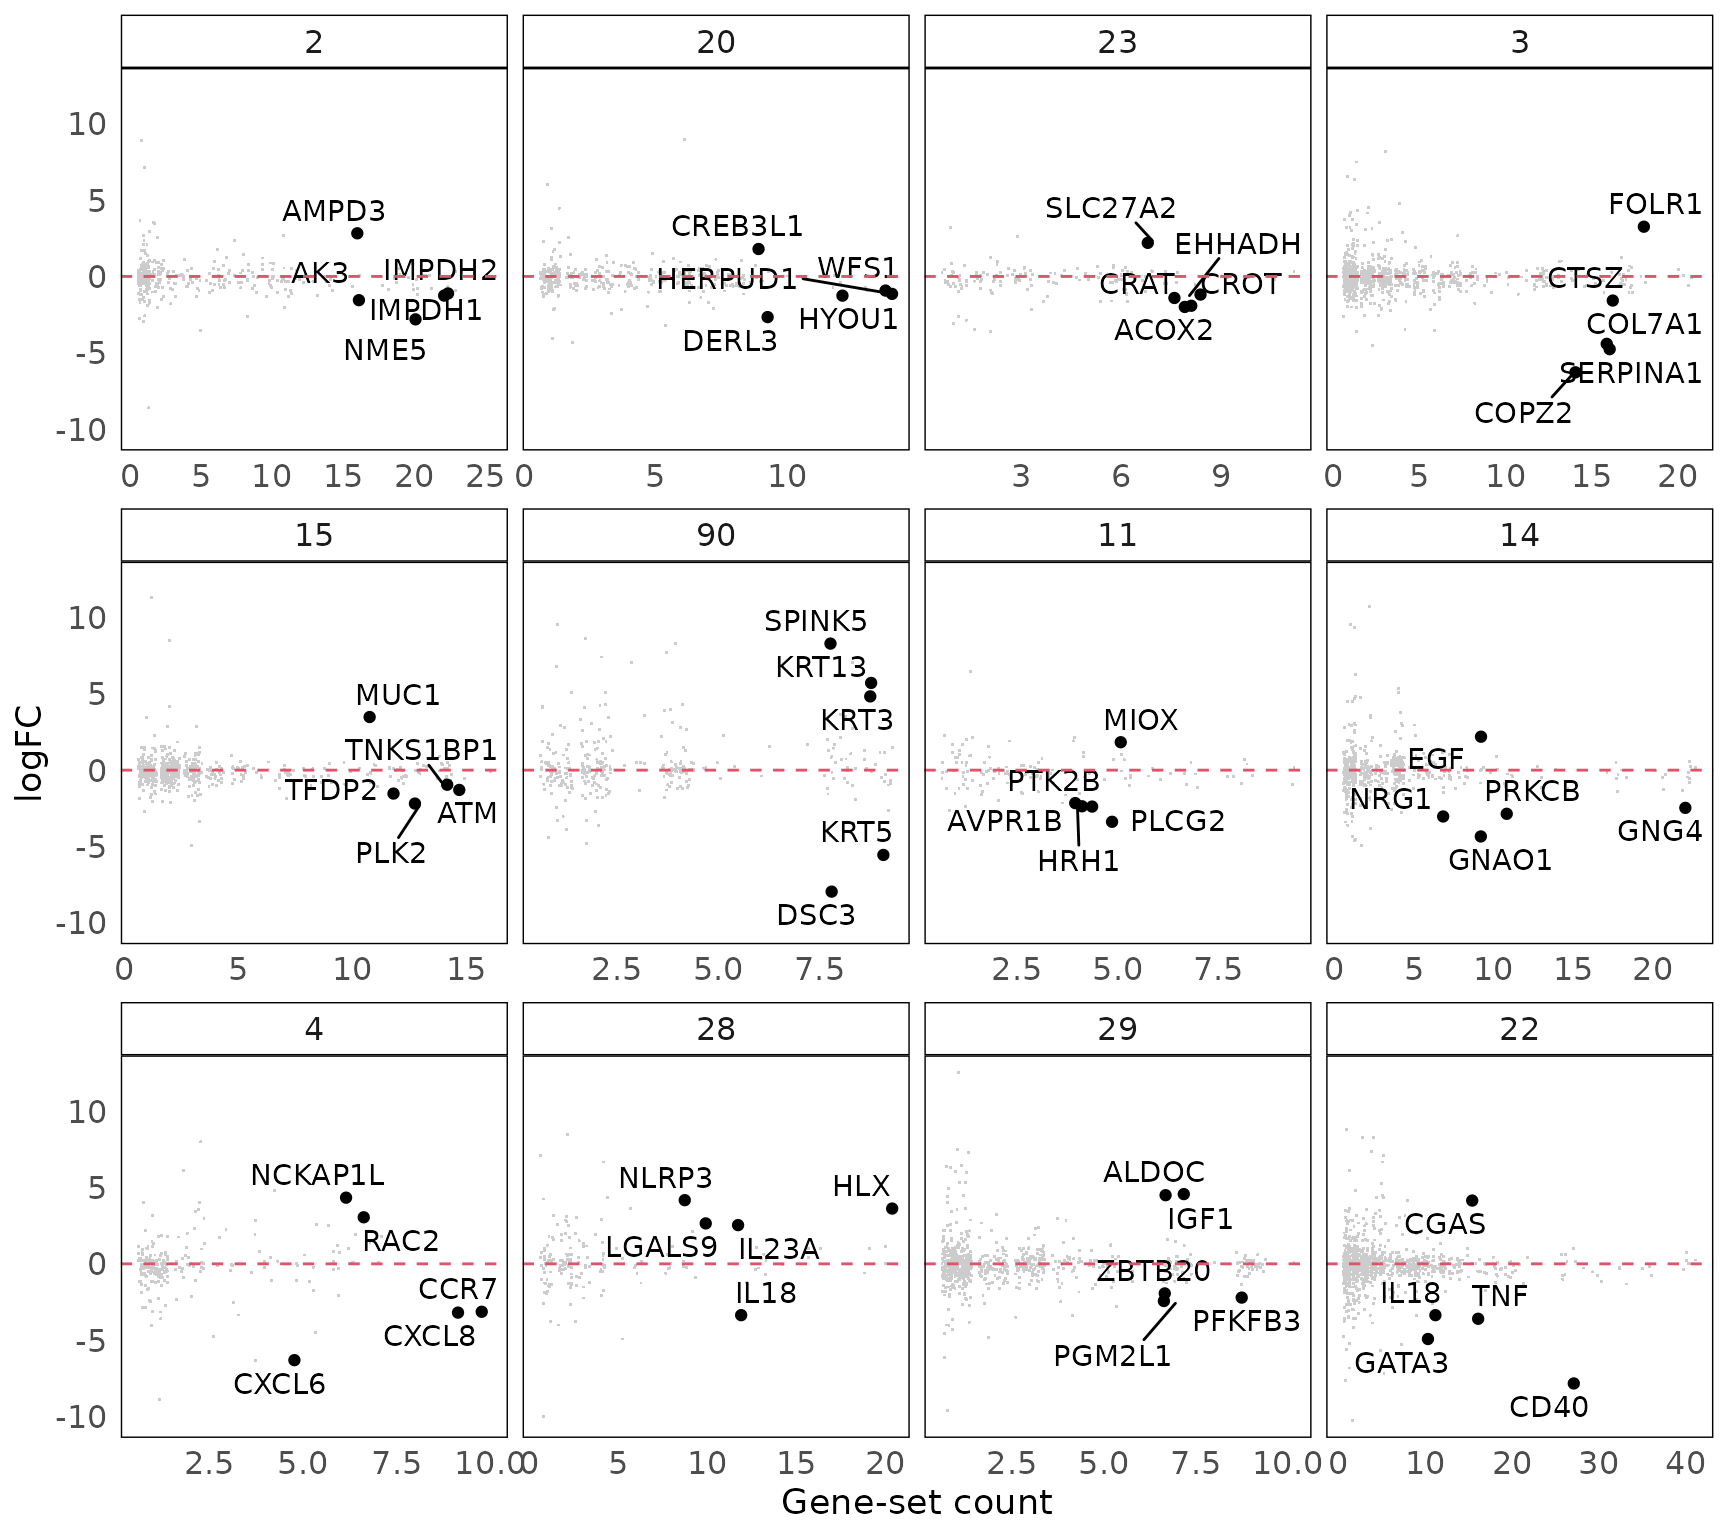 2 20 23 3
10
5
0
-5
-10
AMPD3
AK3 IMPDH2
IMPDH1
NME5
CREB3L1
WFS1
HERPUD1
HYOU1
DERL3
SLC27A2
EHHADH
CRAT CROT
ACOX2
FOLR1
CTSZ
COL7A1
SERPINA1
COPZ2
0 5 10 15 20 25
0 5 10
3 6 9
0 5 10 15 20
15 90 11 14
logFC
10
5
0
-5
-10
MUC1
TNKS1BP1
TFDP2
ATM
PLK2
SPINK5
KRT13
KRT3
KRT5
DSC3
MIOX
PTK2B
AVPR1B PLCG2
HRH1
EGF
NRG1 PRKCB
GNG4
GNAO1
0 5 10 15
2.5 5.0 7.5
2.5 5.0 7.5
0 5 10 15 20
4 28 29 22
10
5
0
-5
-10
NCKAP1L
RAC2
CCR7
CXCL8
CXCL6
NLRP3 HLX
LGALS9 IL23A
IL18
ALDOC
IGF1
ZBTB20
PFKFB3
PGM2L1
CGAS
IL18 TNF
GATA3
CD40
2.5 5.0 7.5 10.0
0 5 10 15 20
2.5 5.0 7.5 10.0
0 10 20 30 40
Gene-set count